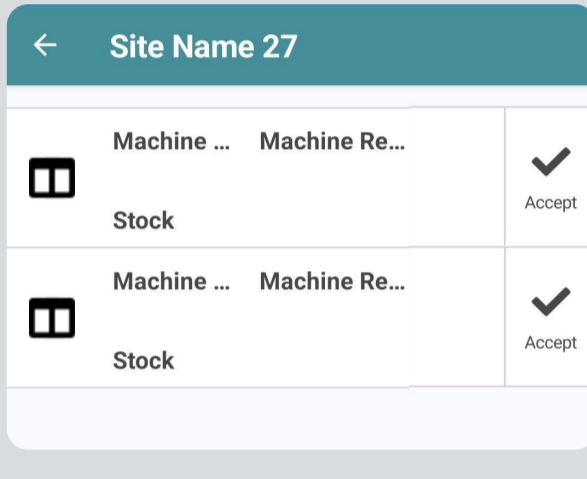 Site Name 27
Machine ... Machine Re...
Accept
Stock
Machine ... Machine Re...
Accept
Stock